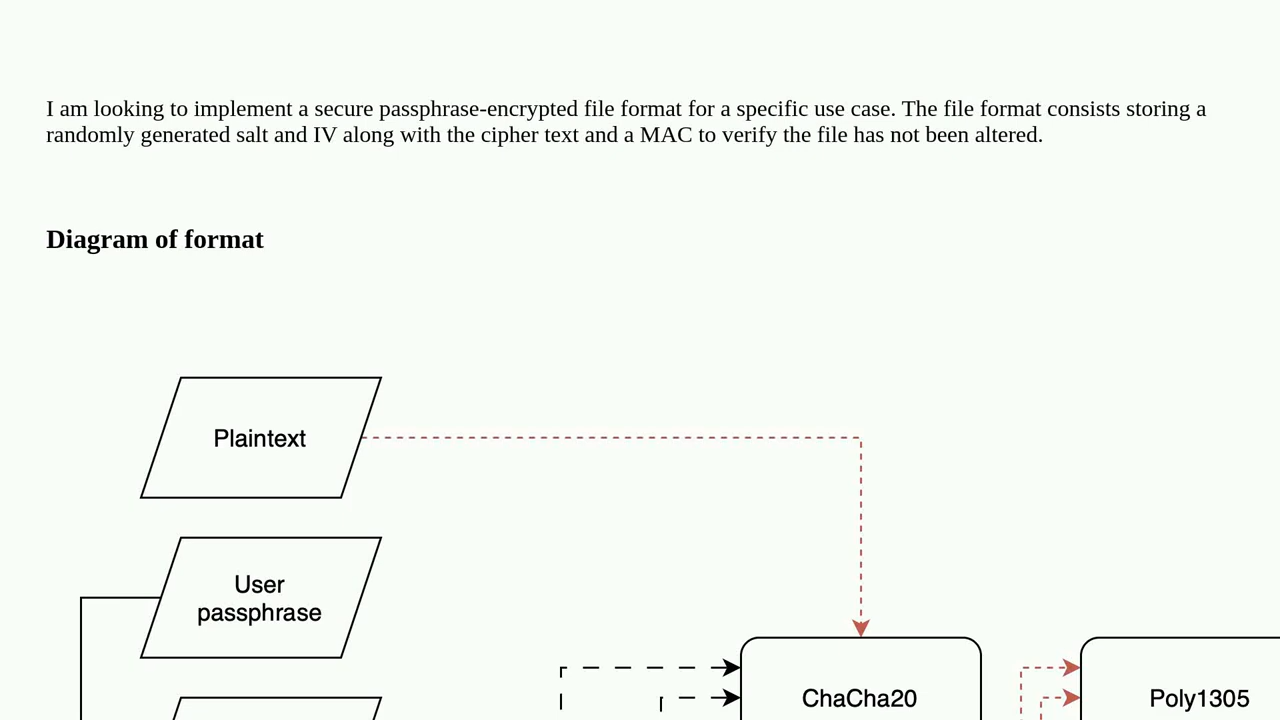 I am looking to implement a secure passphrase-encrypted file format for a specific use case. The file format consists storing a
randomly generated salt and IV along with the cipher text and a MAC to verify the file has not been altered.
Diagram of format
Plaintext
User
passphrase
ChaCha20
Poly1305